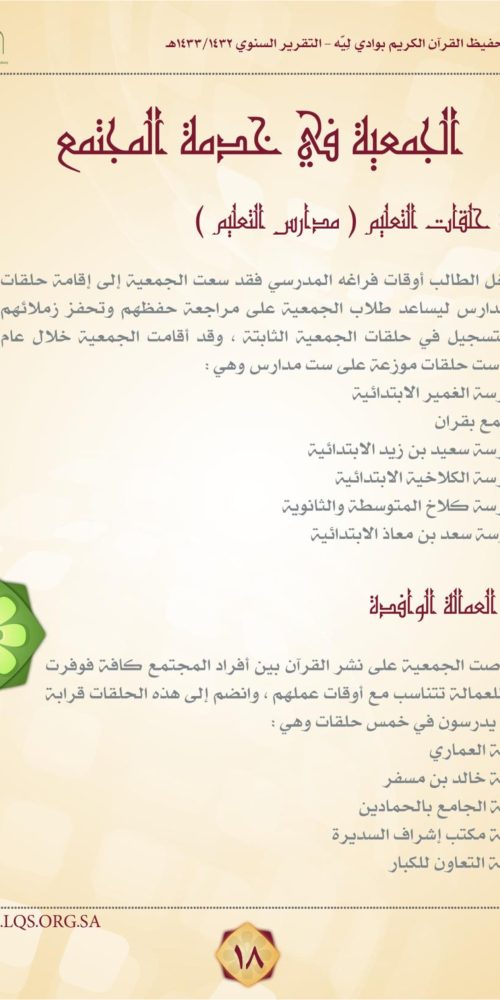 تحفيظ القرآن الكريم بوادي ليّه - التقرير السنوي ١٤٣٢/ ١٤٣٣هـ
الجمعية في خدمة المجتمع
حلقات التعليم ( مدارس التعليم )
الطالب أوقات فراغه المدرسي فقد سعت الجمعية إلى إقامة حلقات
ليساعد طلاب الجمعية على مراجعة حفظهم وتحفز زملائهم
في حلقات الجمعية الثابتة ، وقد أقامت الجمعية خلال عام
ست حلقات موزعة على ست مدارس وهي :
الغمير الابتدائية
بقران
سعيد بن زيد الابتدائية
الكلاخية الابتدائية
كلاخ المتوسطة والثانوية
سعد بن معاذ الابتدائية
العمالة الوافدة
الجمعية على نشر القرآن بين أفراد المجتمع كافة فوفرت
للعمالة تتناسب مع أوقات عملهم ، وانضم إلى هذه الحلقات قرابة
يدرسون في خمس حلقات وهي :
العماري
خالد بن مسفر
الجامع بالحمادين
مكتب إشراف السديرة
التعاون للكبار
.LQS.ORG.SA
١٨